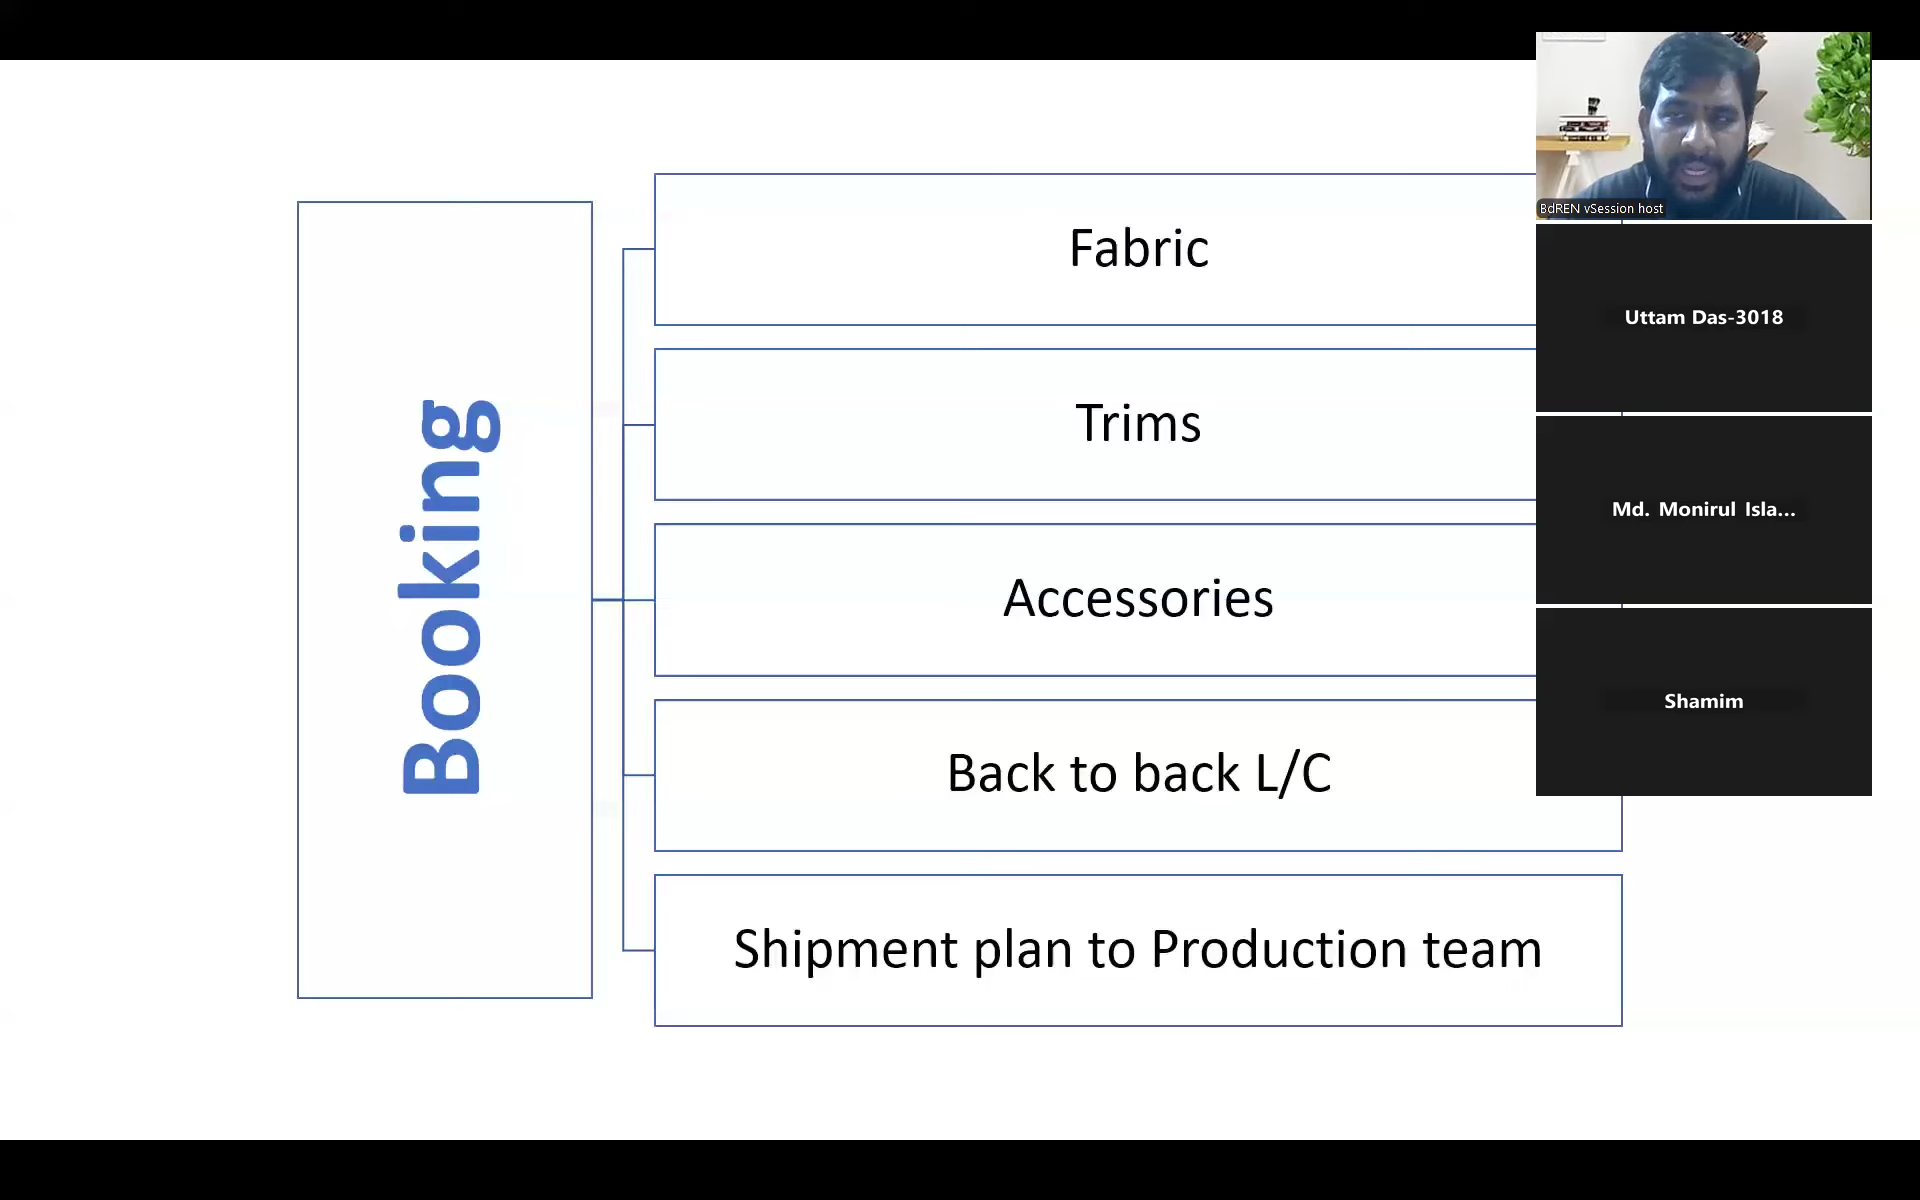 Booking
Fabric
Trims
Accessories
Back to back L/C
Shipment plan to Production team
BdREN vSession host
Uttam Das-3018
Md. Monirul Isla...
Shamim